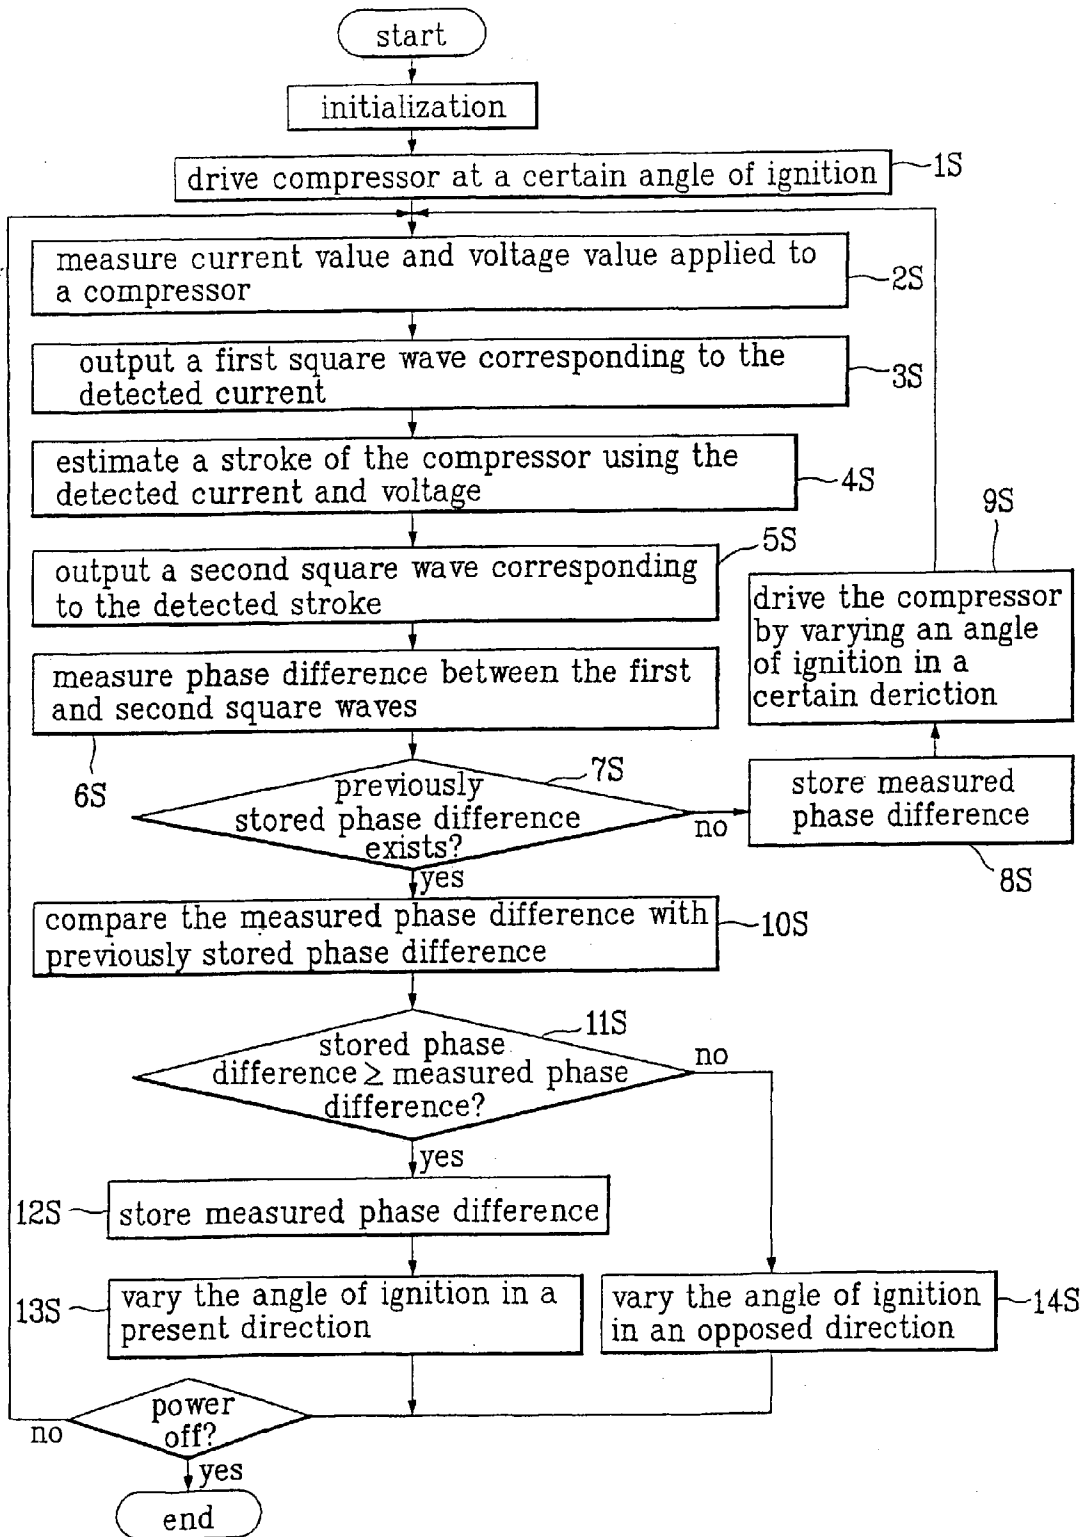 start
initialization
drive compressor at a certain angle of ignition
1S
measure current value and voltage value applied to
a compressor
2S
output a first square wave corresponding to the
detected current
3S
estimate a stroke of the compressor using the
detected current and voltage
4S
output a second square wave corresponding
to the detected stroke
5S
measure phase difference between the first
and second square waves
6S
previously
stored phase difference
exists?
7S
no
yes
store measured
phase difference
8S
drive the compressor
by varying an angle
of ignition in a
certain deriction
9S
compare the measured phase difference with
previously stored phase difference
10S
stored phase
difference ≥ measured phase
difference?
11S
no
yes
12S
store measured phase difference
13S
vary the angle of ignition in a
present direction
vary the angle of ignition
in an opposed direction
14S
power
off?
no
yes
end